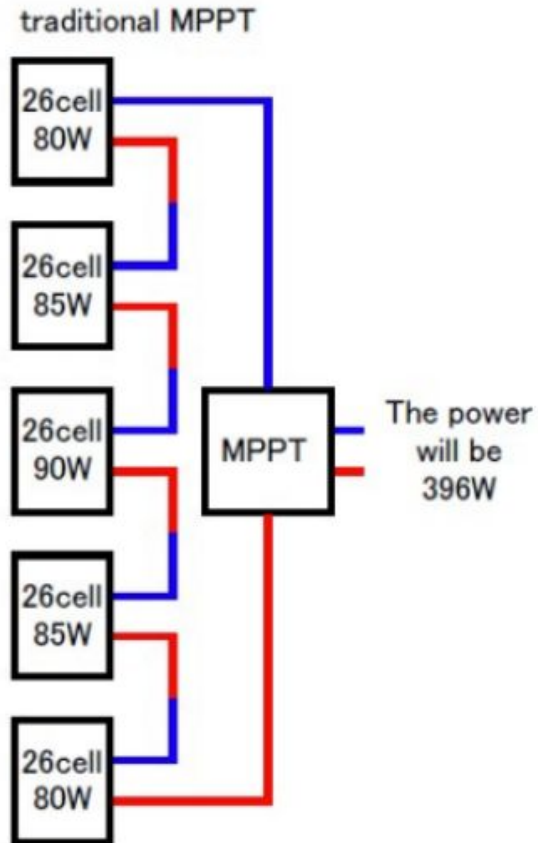 traditional MPPT
26cell
80W
26cell
85W
26cell
90W
MPPT
The power
will be
396W
26cell
85W
26cell
80W